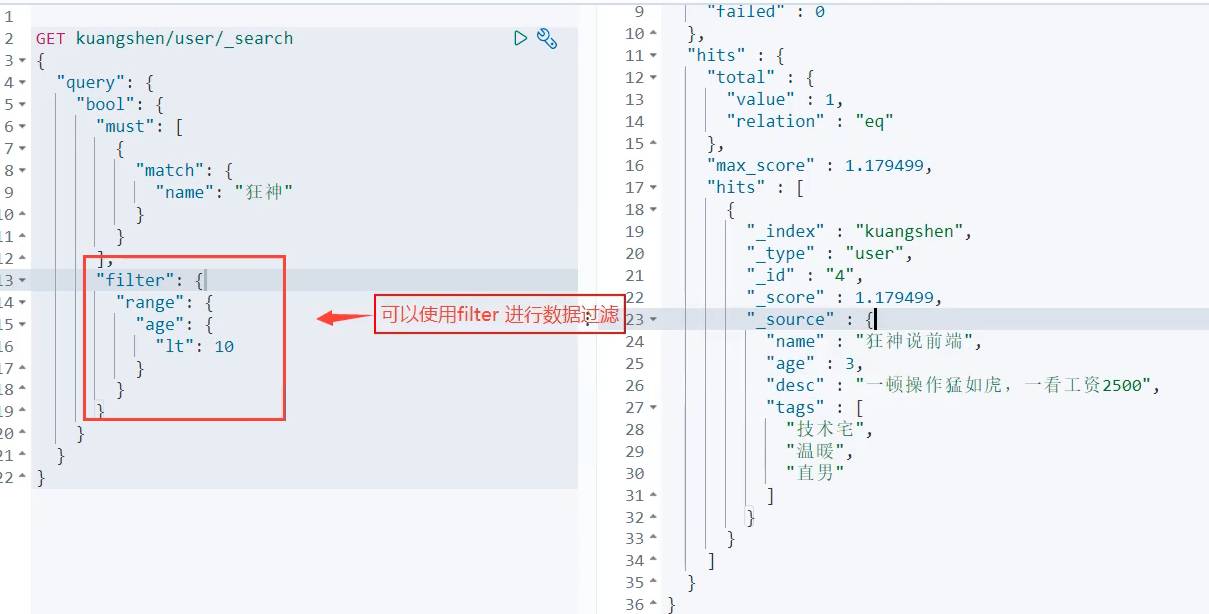 1
2 GET kuangshen/user/_search
3 {
4 "query": {
5 "bool": {
6 "must": [
7 {
8 "match": {
9 "name": "狂神"
10 }
11 }
12 ],
13 "filter": {
14 "range": {
15 "age": {
16 "lt": 10
17 }
18 }
19 }
20 }
21 }
22 }
可以使用filter 进行数据过滤
9 "failed" : 0
10 },
11 "hits" : {
12 "total" : {
13 "value" : 1,
14 "relation" : "eq"
15 },
16 "max_score" : 1.179499,
17 "hits" : [
18 {
19 "_index" : "kuangshen",
20 "_type" : "user",
21 "_id" : "4",
22 "_score" : 1.179499,
23 "_source" : {
24 "name" : "狂神说前端",
25 "age" : 3,
26 "desc" : "一顿操作猛如虎，一看工资2500",
27 "tags" : [
28 "技术宅",
29 "温暖",
30 "直男"
31 ]
32 }
33 }
34 ]
35 }
36 }